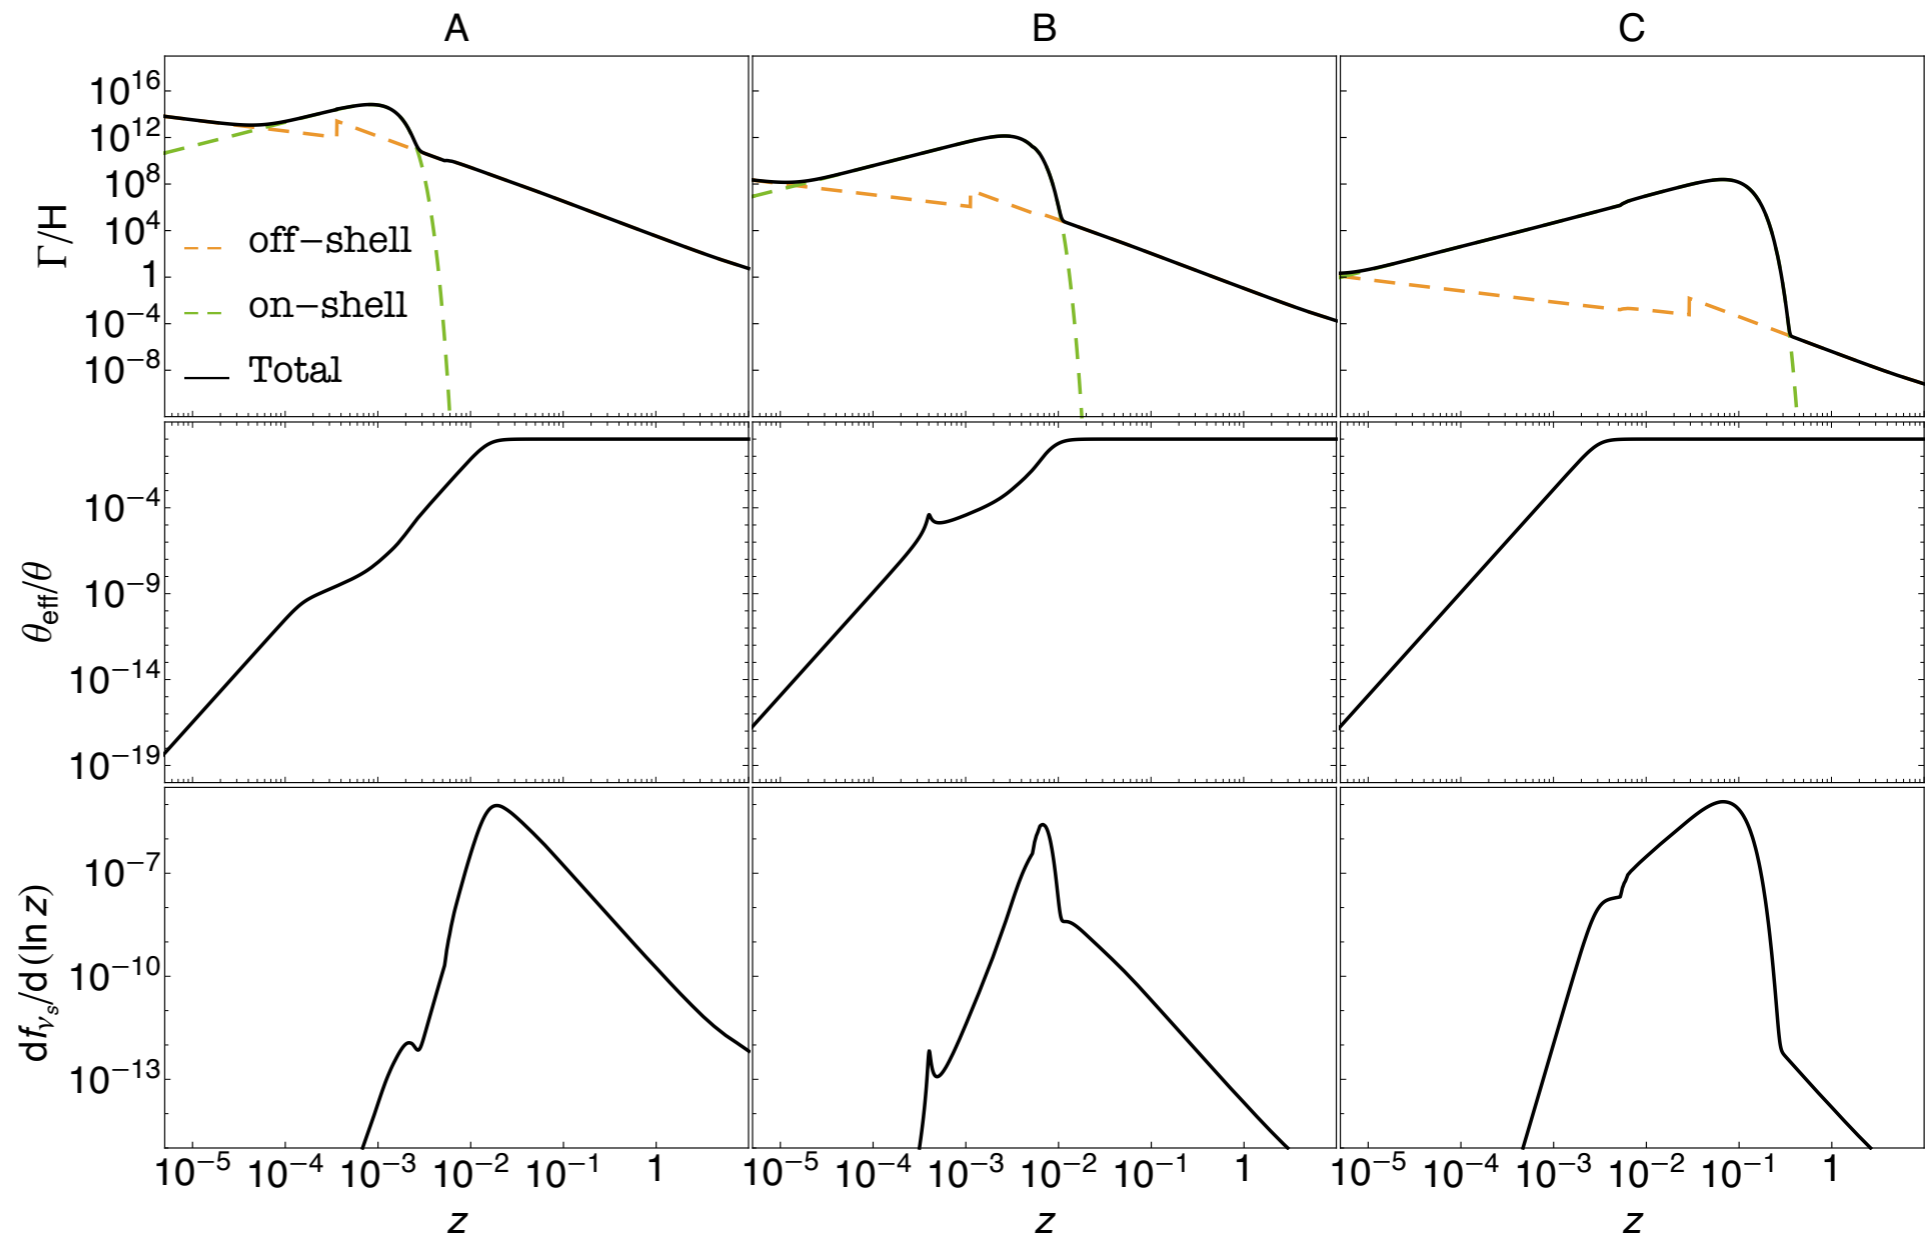 A B C
10^16
10^12
10^8
10^4
1
10^−4
10^−8
Γ/H
off−shell
on−shell
Total
10^−4
10^−9
10^−14
10^−19
θ_eff/θ
10^−7
10^−10
10^−13
df_ν_s/d(ln z)
10^−5 10^−4 10^−3 10^−2 10^−1 1 10^−5 10^−4 10^−3 10^−2 10^−1 1 10^−5 10^−4 10^−3 10^−2 10^−1 1
z z z